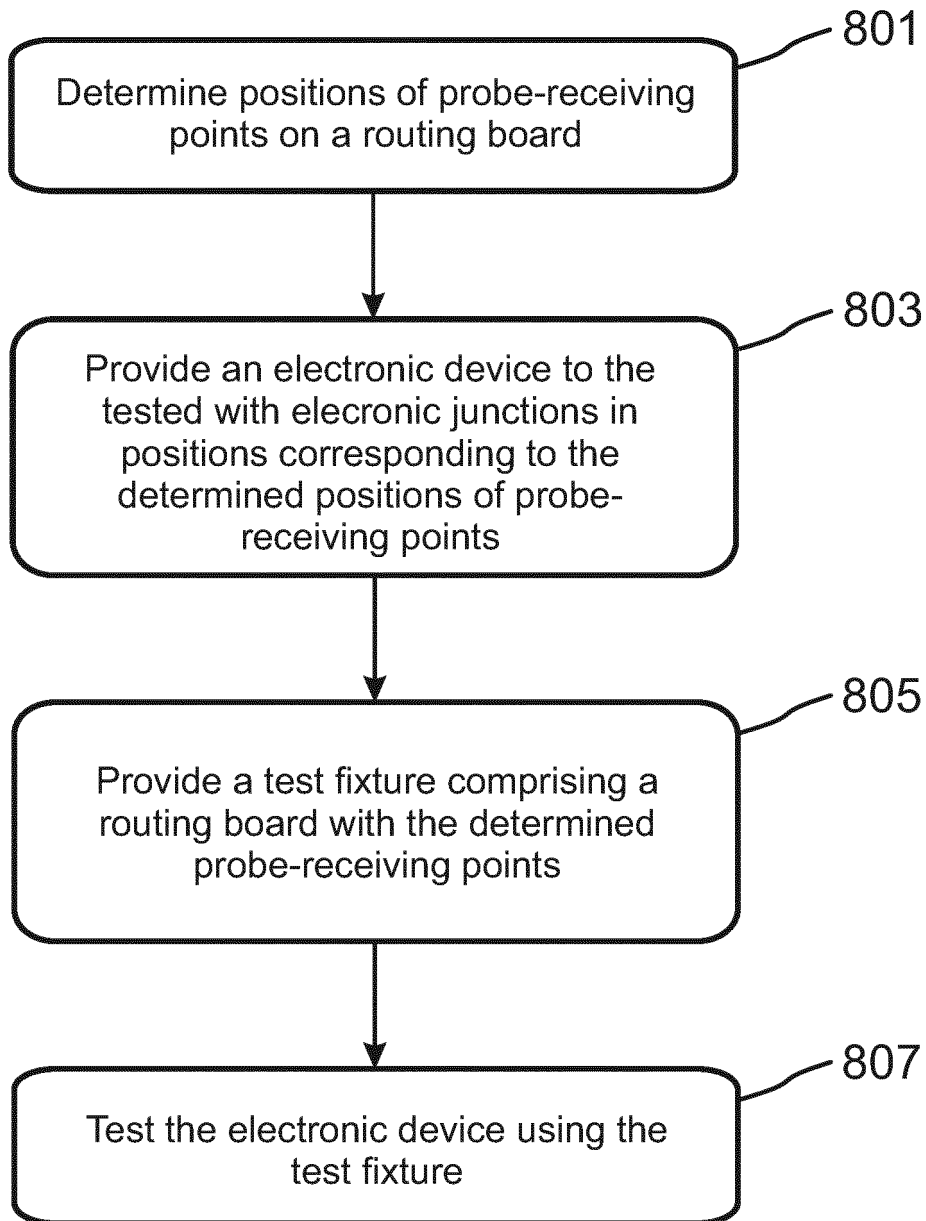 801
Determine positions of probe-receiving
points on a routing board
803
Provide an electronic device to the
tested with elecronic junctions in
positions corresponding to the
determined positions of probe-
receiving points
805
Provide a test fixture comprising a
routing board with the determined
probe-receiving points
807
Test the electronic device using the
test fixture